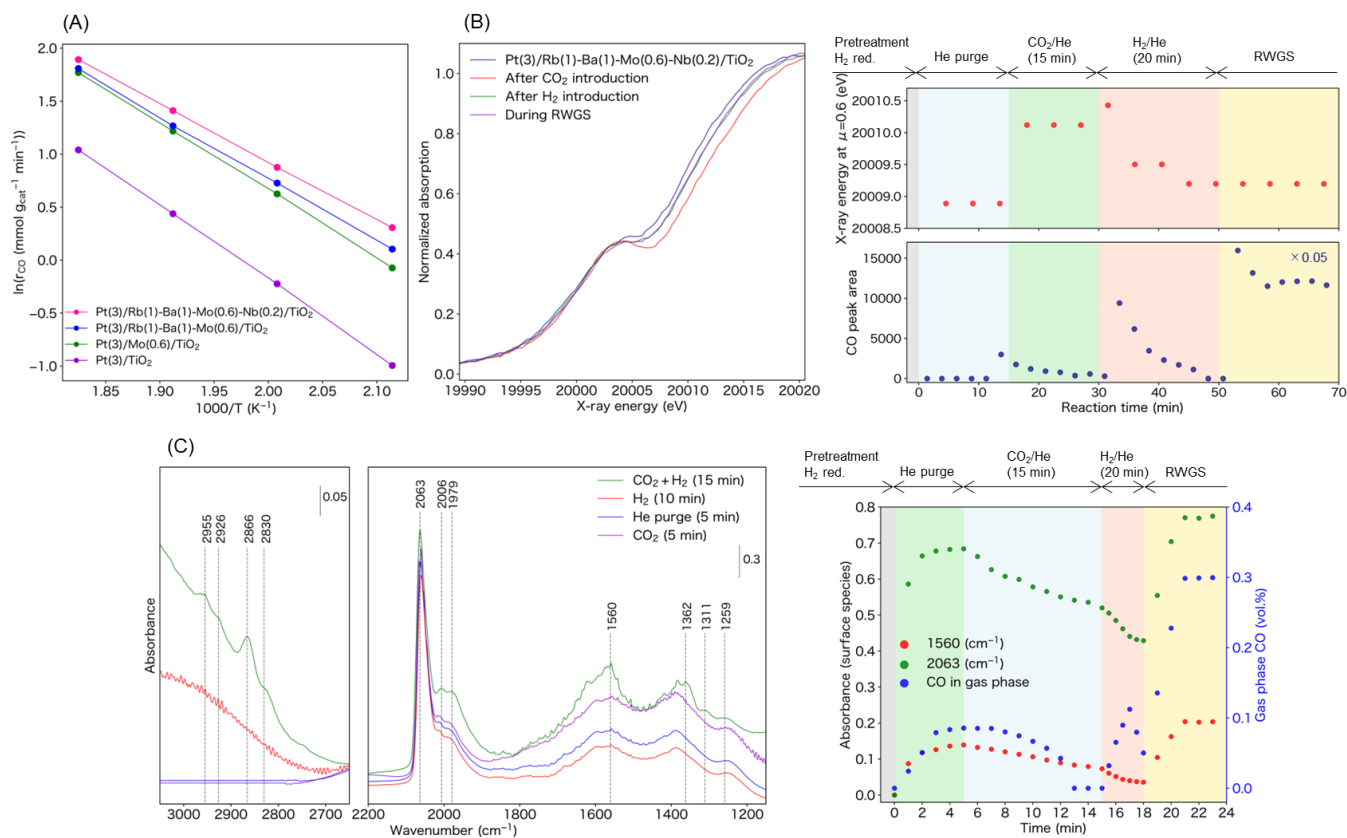 (A)
2.0
1.5
1.0
0.5
0.0
−0.5
−1.0
ln(rCO (mmol gcat−1 min−1))
Pt(3)/Rb(1)-Ba(1)-Mo(0.6)-Nb(0.2)/TiO2
Pt(3)/Rb(1)-Ba(1)-Mo(0.6)/TiO2
Pt(3)/Mo(0.6)/TiO2
Pt(3)/TiO2
1.85 1.90 1.95 2.00 2.05 2.10
1000/T (K−1)
(B)
1.0
0.8
0.6
0.4
0.2
0.0
Normalized absorption
Pt(3)/Rb(1)-Ba(1)-Mo(0.6)-Nb(0.2)/TiO2
After CO2 introduction
After H2 introduction
During RWGS
19990 19995 20000 20005 20010 20015 20020
X-ray energy (eV)
Pretreatment
H2 red.
He purge
CO2/He
(15 min)
H2/He
(20 min)
RWGS
20010.5
20010.0
20009.5
20009.0
20008.5
X-ray energy at μ=0.6 (eV)
15000
10000
5000
0
CO peak area
×0.05
0 10 20 30 40 50 60 70
Reaction time (min)
(C)
Absorbance
0.05
2955
2926
2866
2830
3000 2900 2800 2700
2063
2006
1979
1560
1362
1311
1259
CO2+H2 (15 min)
H2 (10 min)
He purge (5 min)
CO2 (5 min)
0.3
2200 2000 1800 1600 1400 1200
Wavenumber (cm−1)
Pretreatment
H2 red.
He purge
CO2/He
(15 min)
H2/He
(20 min)
RWGS
0.8
0.7
0.6
0.5
0.4
0.3
0.2
0.1
0.0
Absorbance (surface species)
1560 (cm−1)
2063 (cm−1)
CO in gas phase
0.4
0.3
0.2
0.1
0.0
Gas phase CO (vol.%)
0 2 4 6 8 10 12 14 16 18 20 22 24
Time (min)